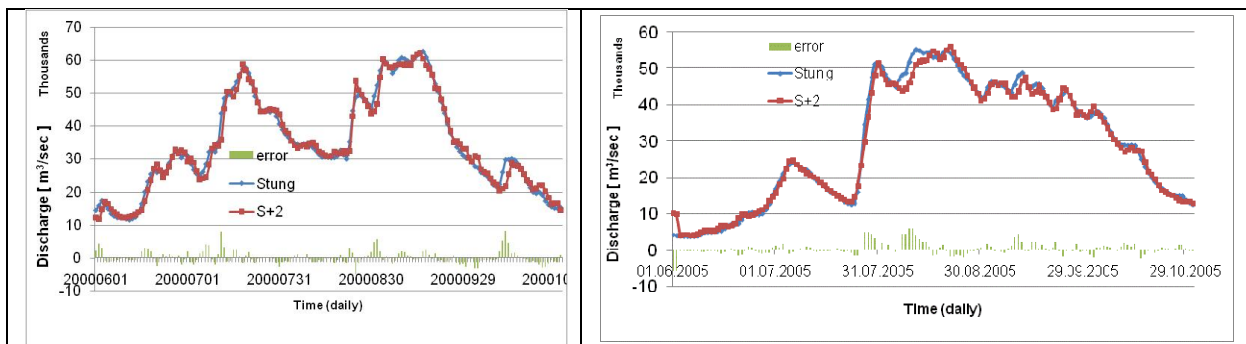 70
60
50
40
30
20
10
0
-10
Thousands
Discharge [ m³/sec ]
error
Stung
S+2
20000601
20000701
20000731
20000830
20000929
200010
Time (daily)
60
50
40
30
20
10
0
-10
Thousands
Discharge [ m³/sec ]
error
Stung
S+2
01.06.2005
01.07.2005
31.07.2005
30.08.2005
29.09.2005
29.10.2005
Time (daily)